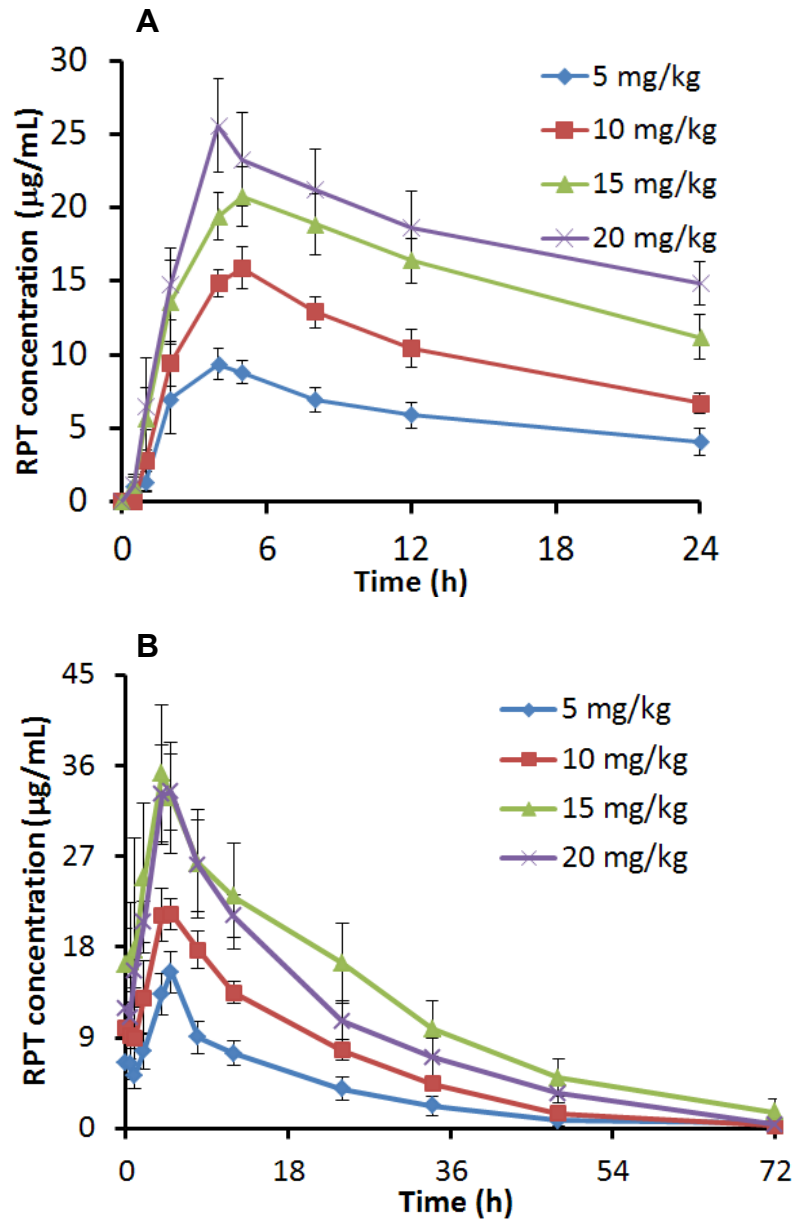 A
RPT concentration (µg/mL)
30
25
20
15
10
5
0
0 6 12 18 24
Time (h)
5 mg/kg
10 mg/kg
15 mg/kg
20 mg/kg
B
RPT concentration (µg/mL)
45
36
27
18
9
0
0 18 36 54 72
Time (h)
5 mg/kg
10 mg/kg
15 mg/kg
20 mg/kg